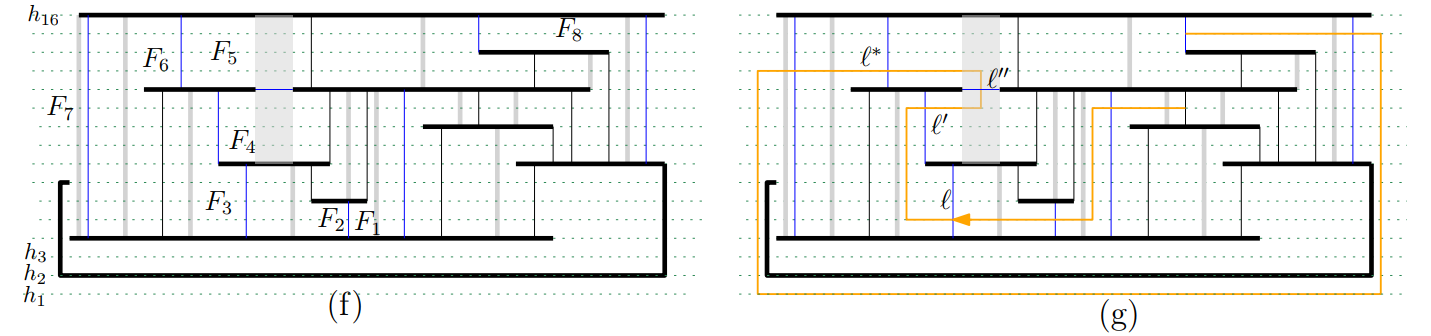 h₁₆
F₈
F₆ F₅
ℓ*
ℓ″
F₇
F₄
ℓ′
F₃ F₂ F₁
ℓ
h₃
h₂
h₁
(f) (g)